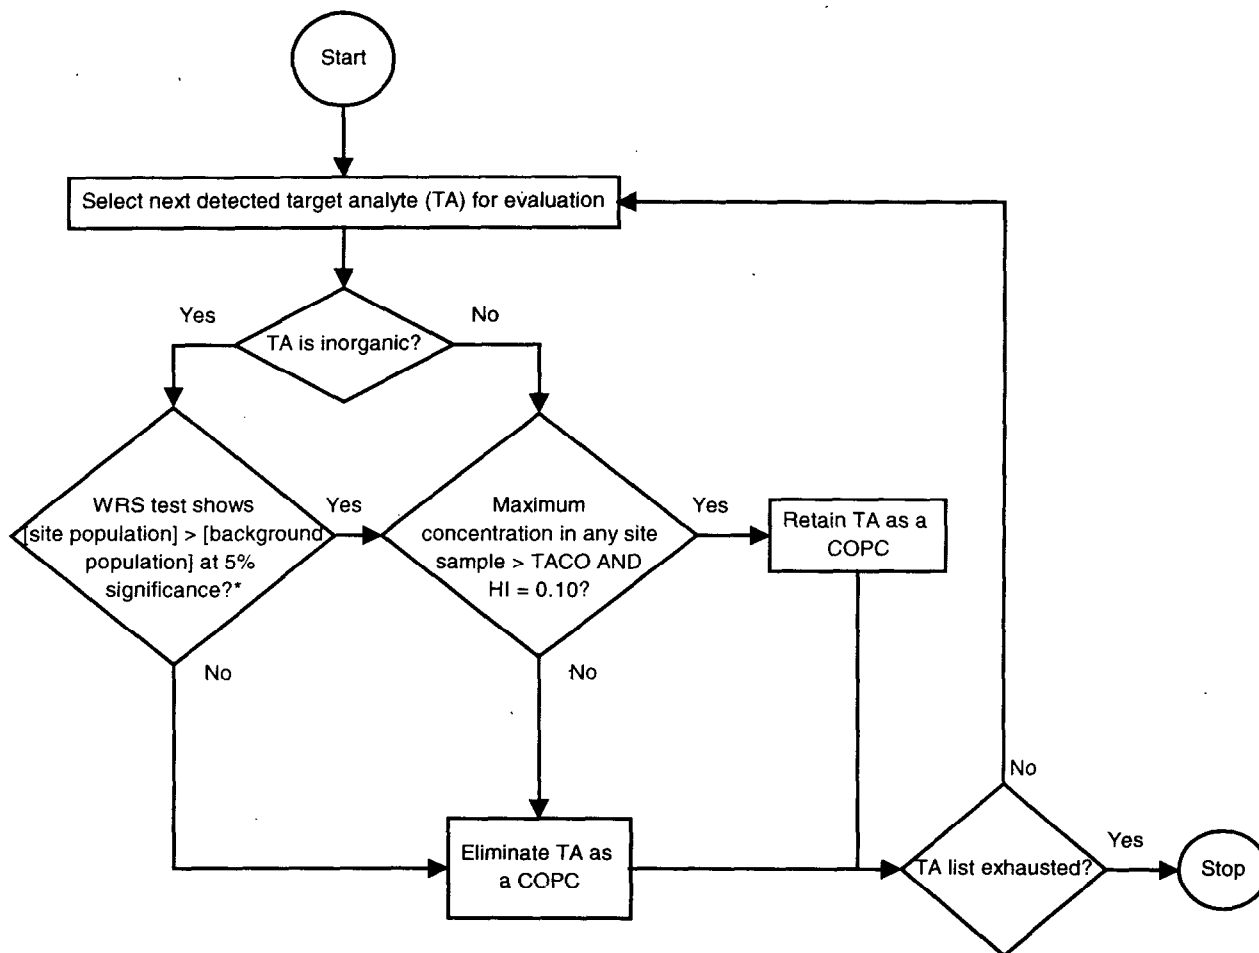 Start
Select next detected target analyte (TA) for evaluation
Yes
No
TA is inorganic?
WRS test shows
[site population] > [background
population] at 5%
significance?*
Yes
Maximum
concentration in any site
sample > TACO AND
HI = 0.10?
Yes
Retain TA as a
COPC
No
No
No
Eliminate TA as
a COPC
TA list exhausted?
Yes
Stop